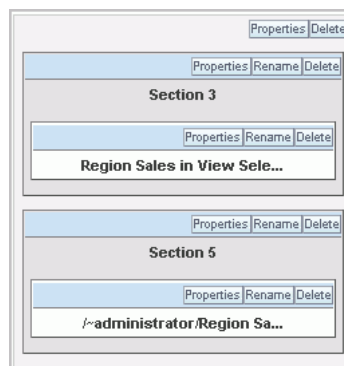 Properties Delete
Properties Rename Delete
Section 3
Properties Rename Delete
Region Sales in View Sele...
Properties Rename Delete
Section 5
Properties Rename Delete
/~administrator/Region Sa...